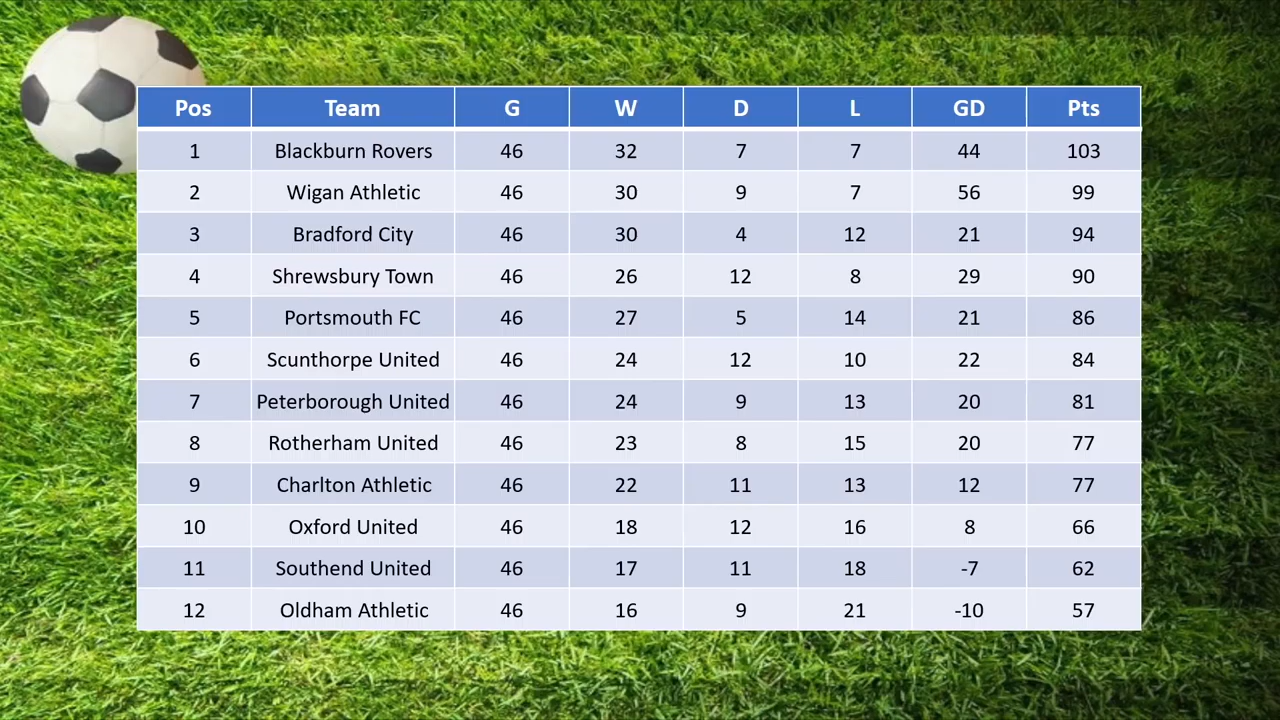 Pos Team G W D L GD Pts
1 Blackburn Rovers 46 32 7 7 44 103
2 Wigan Athletic 46 30 9 7 56 99
3 Bradford City 46 30 4 12 21 94
4 Shrewsbury Town 46 26 12 8 29 90
5 Portsmouth FC 46 27 5 14 21 86
6 Scunthorpe United 46 24 12 10 22 84
7 Peterborough United 46 24 9 13 20 81
8 Rotherham United 46 23 8 15 20 77
9 Charlton Athletic 46 22 11 13 12 77
10 Oxford United 46 18 12 16 8 66
11 Southend United 46 17 11 18 -7 62
12 Oldham Athletic 46 16 9 21 -10 57